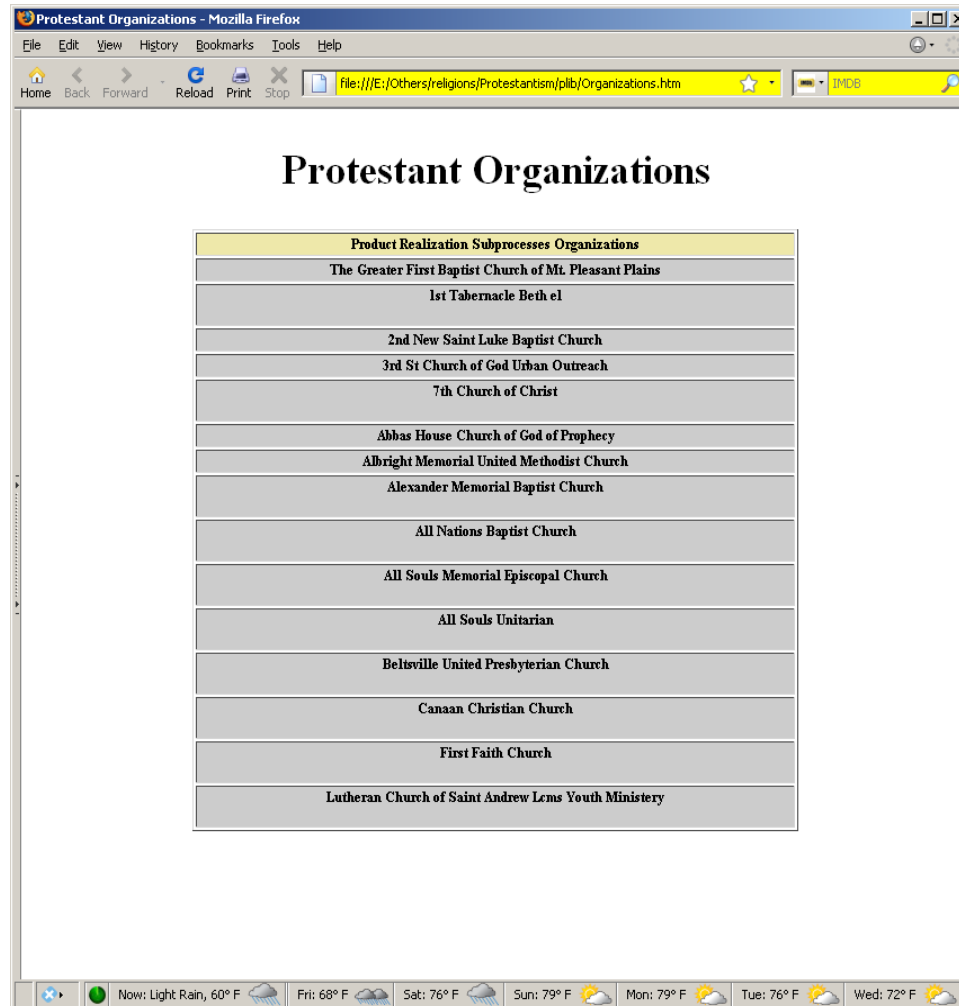 Protestant Organizations - Mozilla Firefox
File Edit View History Bookmarks Tools Help
Home Back Forward Reload Print Stop file:///E:/Others/religions/Protestantism/plib/Organizations.htm IMDB
Protestant Organizations
Product Realization Subprocesses Organizations
The Greater First Baptist Church of Mt. Pleasant Plains
1st Tabernacle Beth el
2nd New Saint Luke Baptist Church
3rd St Church of God Urban Outreach
7th Church of Christ
Abbas House Church of God of Prophecy
Albright Memorial United Methodist Church
Alexander Memorial Baptist Church
All Nations Baptist Church
All Souls Memorial Episcopal Church
All Souls Unitarian
Beltsville United Presbyterian Church
Canaan Christian Church
First Faith Church
Lutheran Church of Saint Andrew Lcms Youth Ministery
Now: Light Rain, 60° F Fri: 68° F Sat: 76° F Sun: 79° F Mon: 79° F Tue: 76° F Wed: 72° F